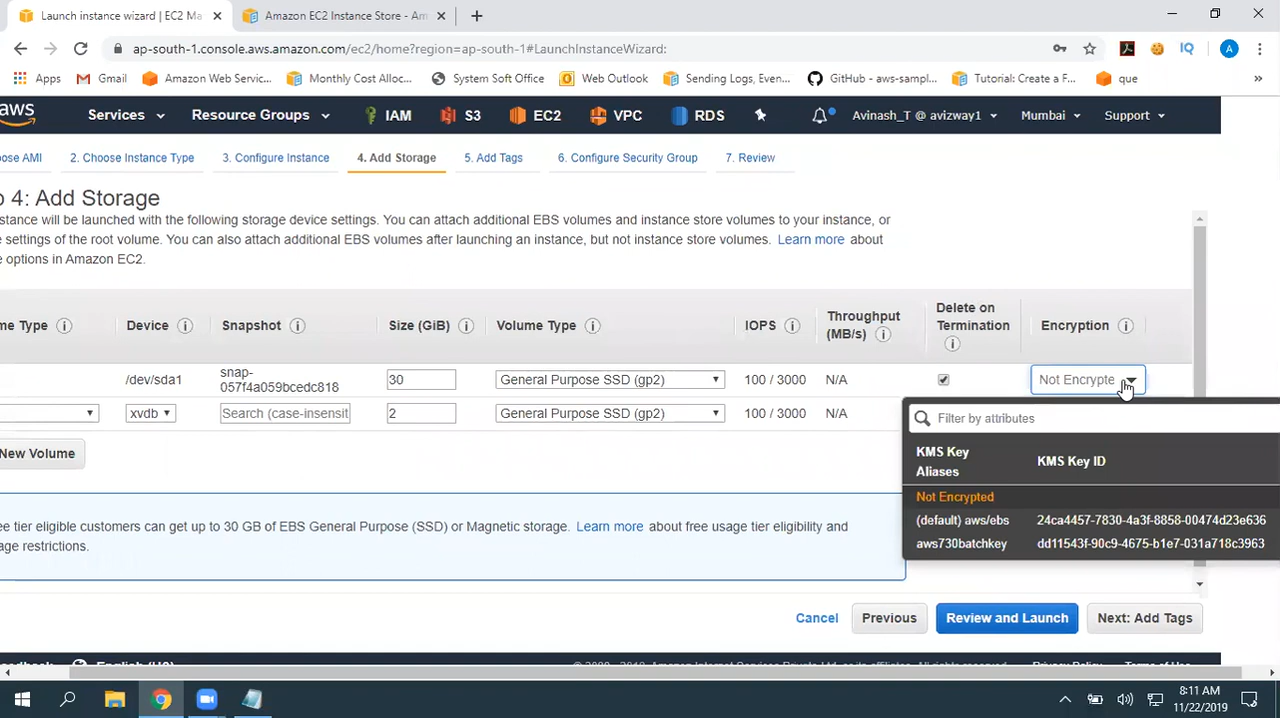 Launch instance wizard | EC2 Ma
Amazon EC2 Instance Store - Am
ap-south-1.console.aws.amazon.com/ec2/home?region=ap-south-1#LaunchInstanceWizard:
A
Apps
Gmail
Amazon Web Servic...
Monthly Cost Alloc...
System Soft Office
Web Outlook
Sending Logs, Even...
GitHub - aws-sampl...
Tutorial: Create a F...
que
aws
Services
Resource Groups
IAM
S3
EC2
VPC
RDS
Avinash_T @ avizway1
Mumbai
Support
ose AMI
2. Choose Instance Type
3. Configure Instance
4. Add Storage
5. Add Tags
6. Configure Security Group
7. Review
p 4: Add Storage
nstance will be launched with the following storage device settings. You can attach additional EBS volumes and instance store volumes to your instance, or
e settings of the root volume. You can also attach additional EBS volumes after launching an instance, but not instance store volumes. Learn more about
e options in Amazon EC2.
me Type
Device
Snapshot
Size (GiB)
Volume Type
IOPS
Throughput
(MB/s)
Delete on
Termination
Encryption
/dev/sda1
snap-
057f4a059bcedc818
30
General Purpose SSD (gp2)
100 / 3000
N/A
Not Encrypte
xvdb
Search (case-insensit
2
General Purpose SSD (gp2)
100 / 3000
N/A
Filter by attributes
KMS Key
Aliases
KMS Key ID
Not Encrypted
(default) aws/ebs 24ca4457-7830-4a3f-8858-00474d23e636
aws730batchkey dd11543f-90c9-4675-b1e7-031a718c3963
New Volume
ee tier eligible customers can get up to 30 GB of EBS General Purpose (SSD) or Magnetic storage. Learn more about free usage tier eligibility and
age restrictions.
Cancel
Previous
Review and Launch
Next: Add Tags
8:11 AM
11/22/2019